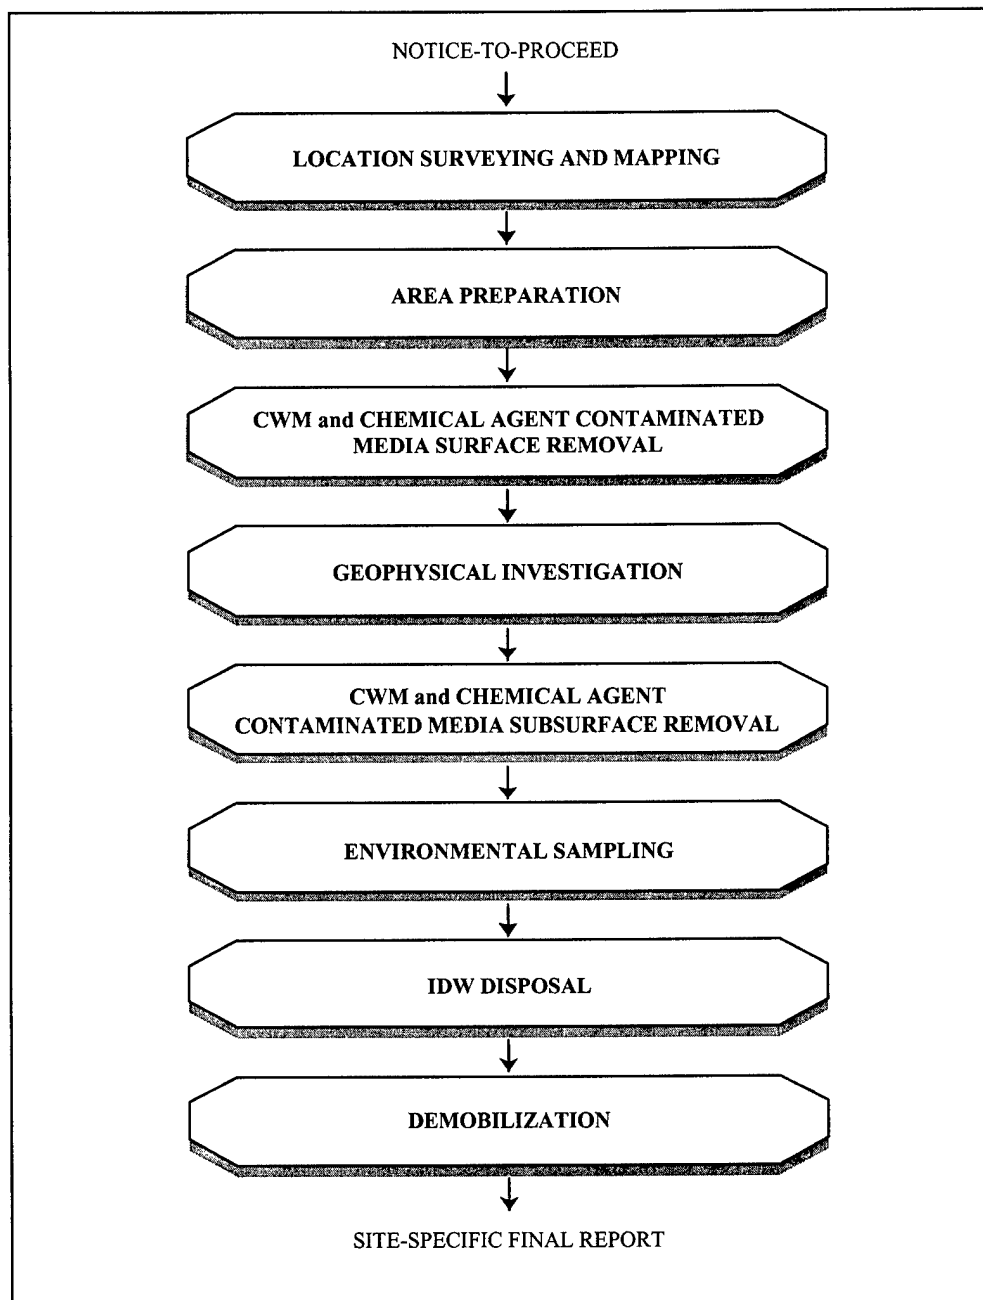 NOTICE-TO-PROCEED
LOCATION SURVEYING AND MAPPING
AREA PREPARATION
CWM and CHEMICAL AGENT CONTAMINATED
MEDIA SURFACE REMOVAL
GEOPHYSICAL INVESTIGATION
CWM and CHEMICAL AGENT
CONTAMINATED MEDIA SUBSURFACE REMOVAL
ENVIRONMENTAL SAMPLING
IDW DISPOSAL
DEMOBILIZATION
SITE-SPECIFIC FINAL REPORT